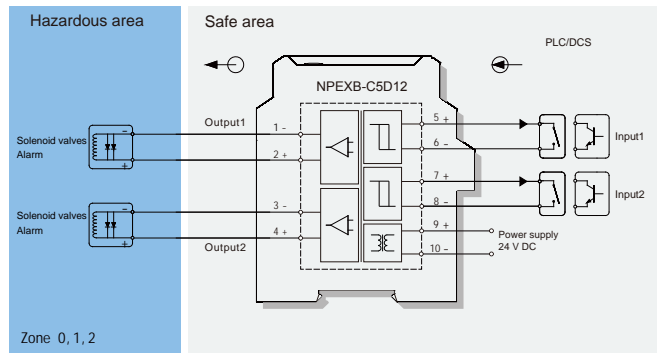 Hazardous area
Safe area
PLC/DCS
NPEXB-C5D12
Output1
1 -
5 +
Solenoid valves
Alarm
-
+
2 +
6 -
Input1
7 +
Solenoid valves
Alarm
-
+
3 -
8 -
Input2
4 +
Output2
9 +
10 -
Power supply
24 V DC
Zone 0, 1, 2